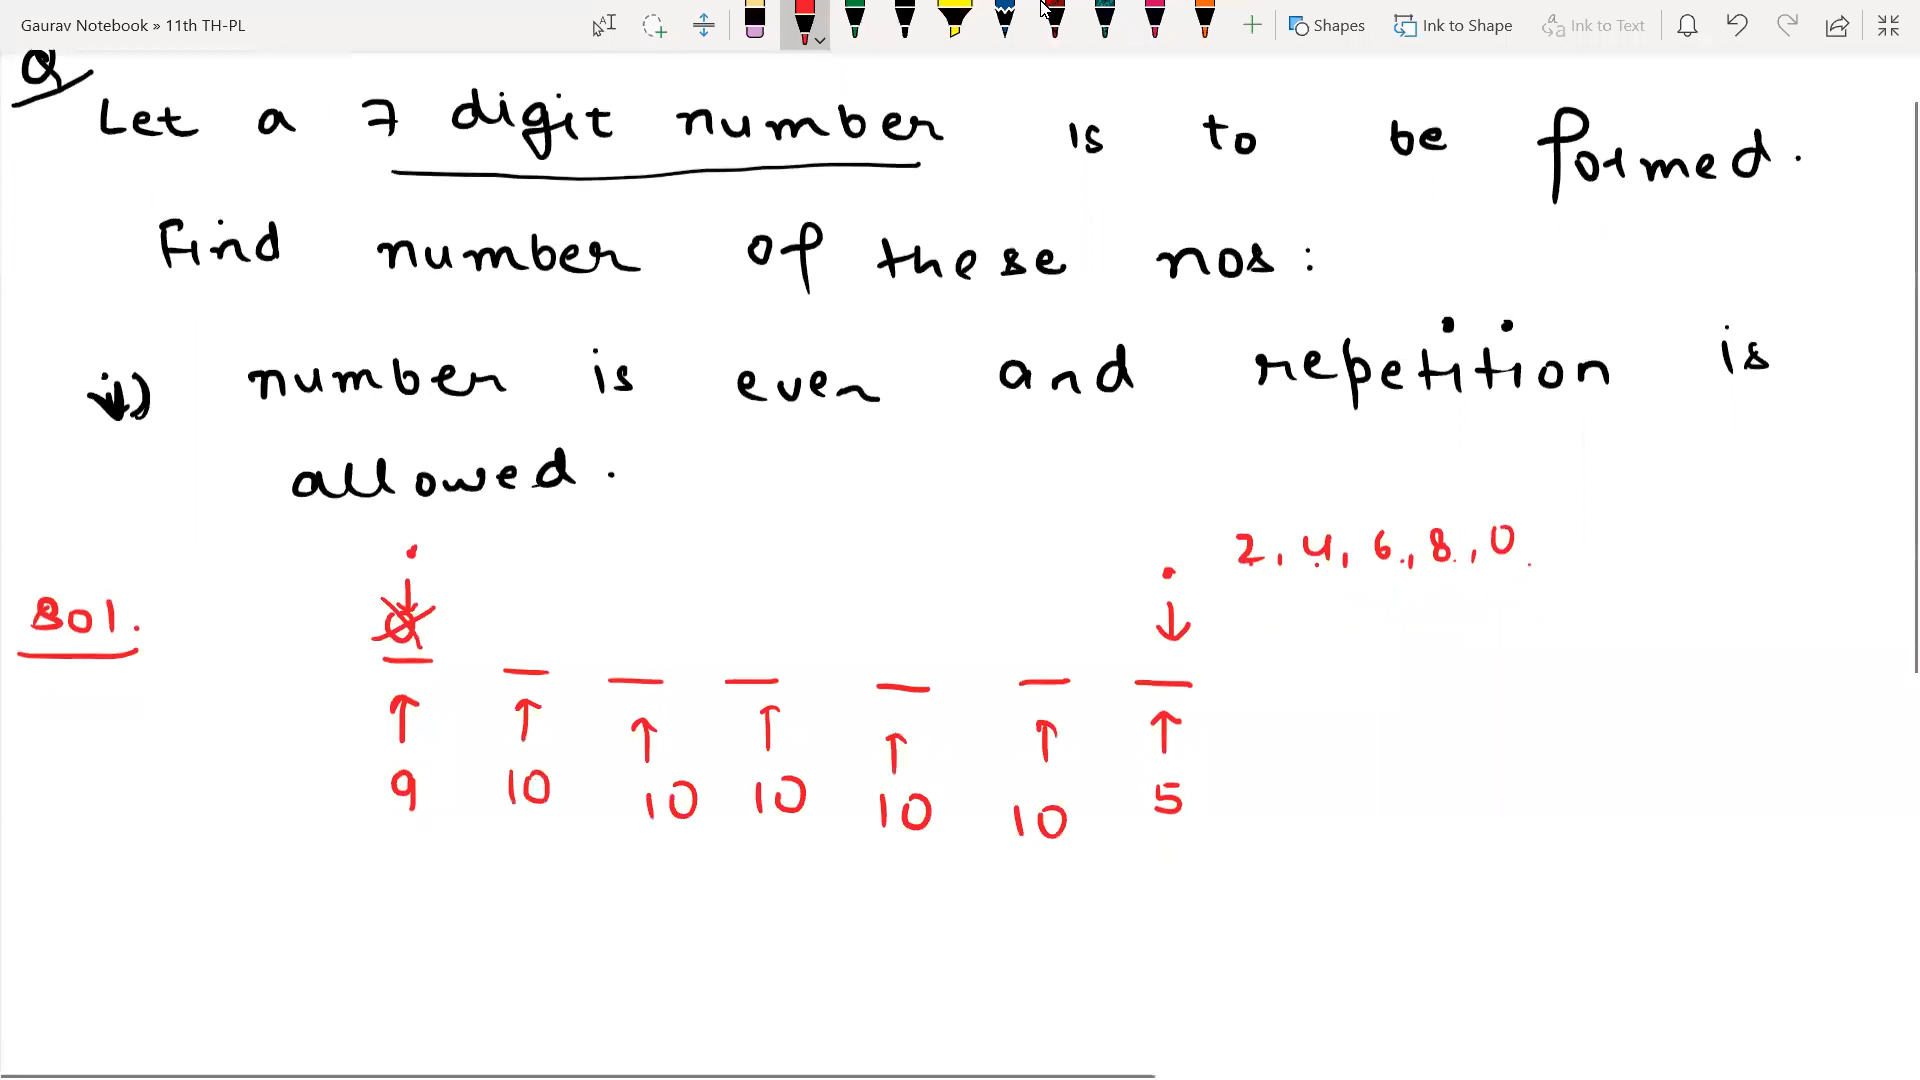 Gaurav Notebook » 11th TH-PL
Shapes
Ink to Shape
Ink to Text
Q
Let a 7 digit number is to be formed.
Find number of these nos:
number is even and repetition is
allowed.
2, 4, 6, 8, 0
Sol.
0
9 10 10 10 10 10 5